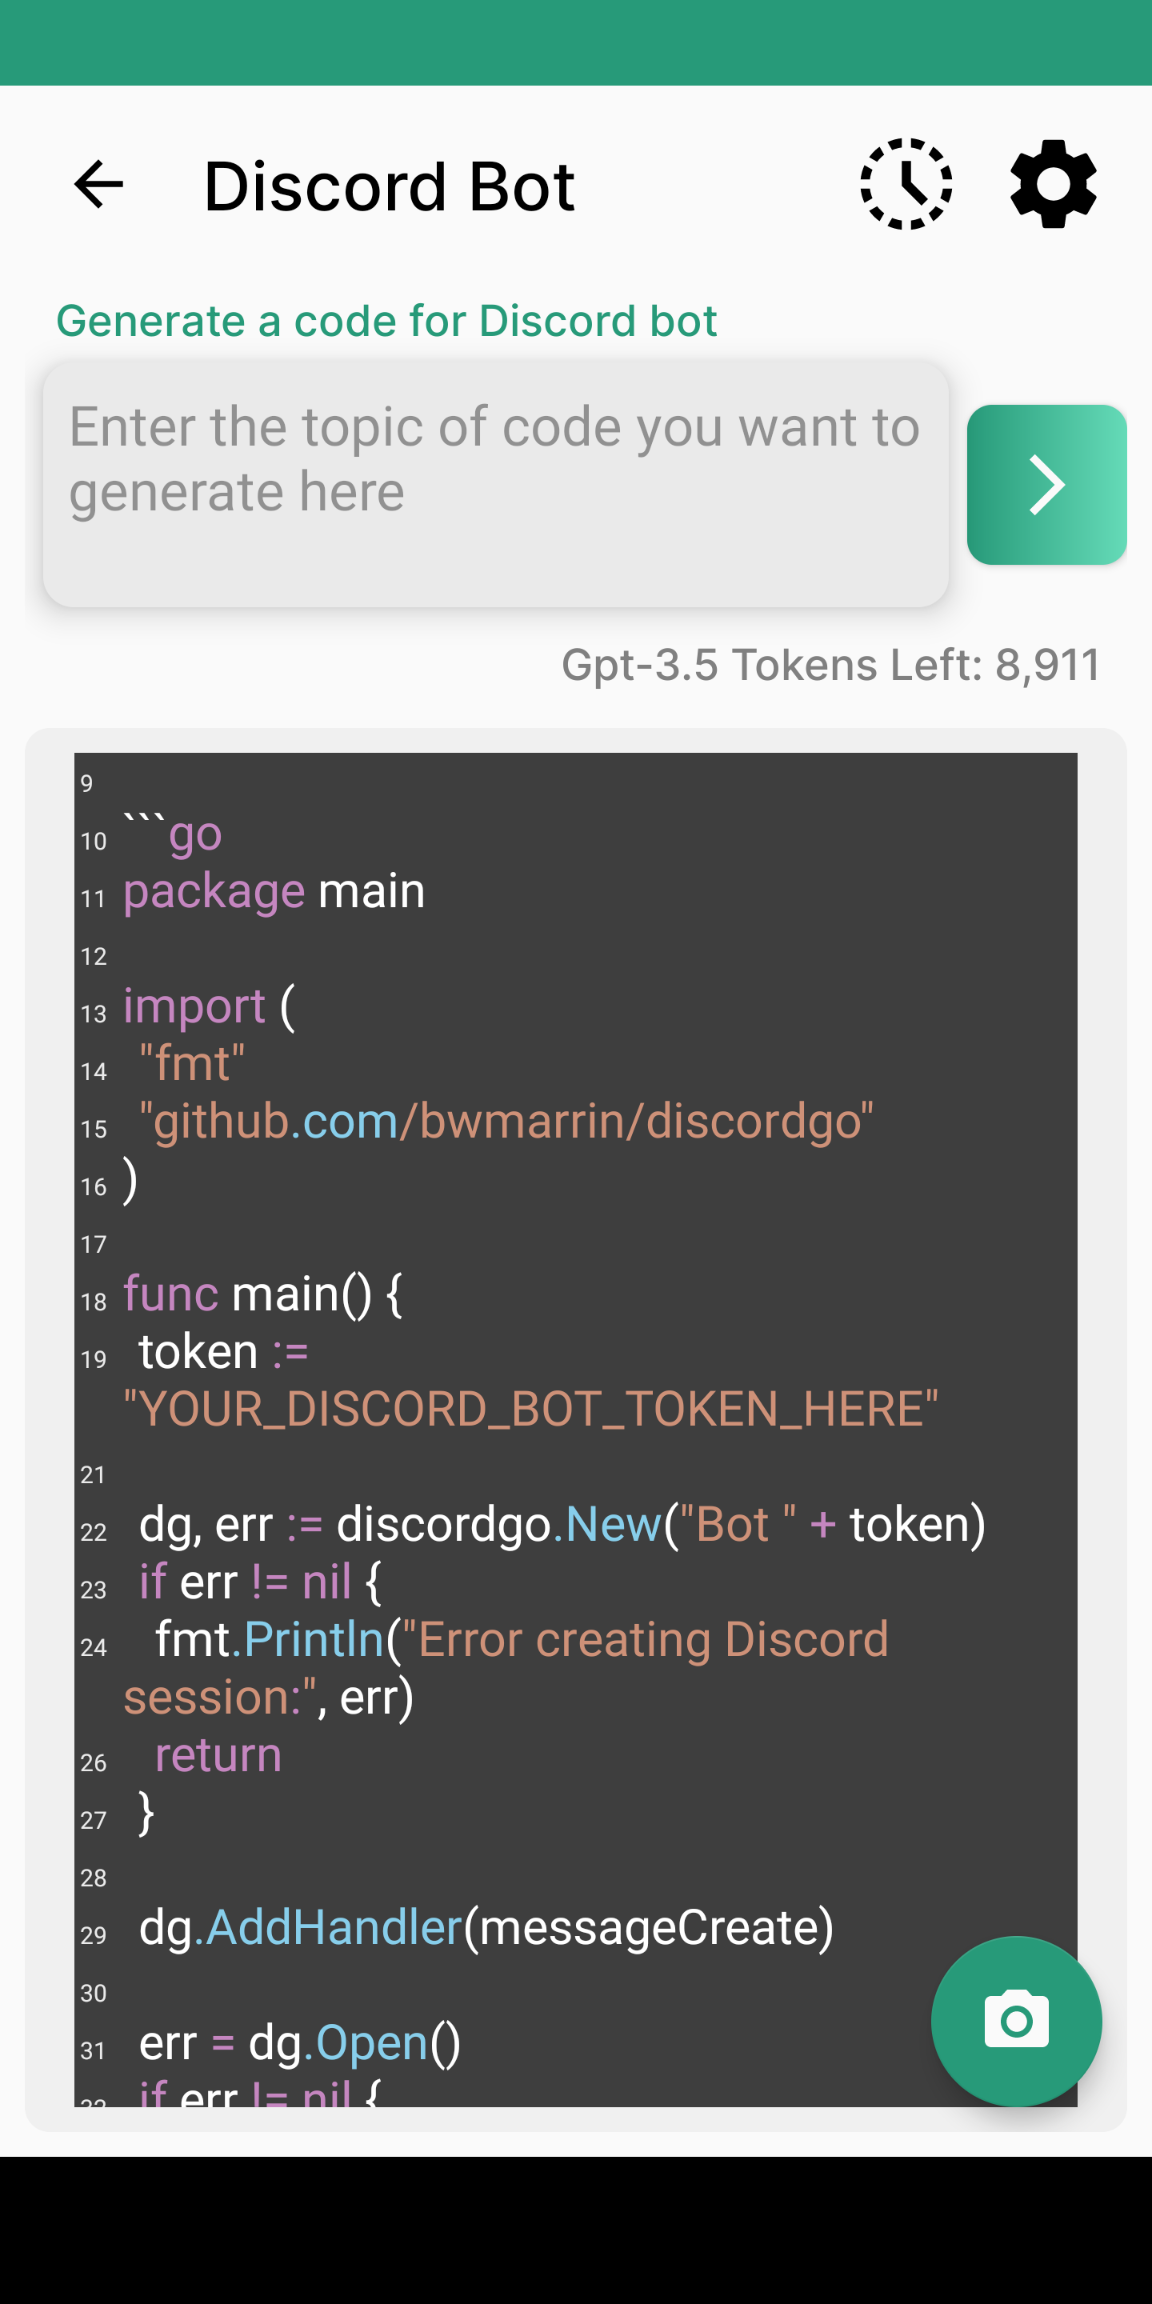 Discord Bot
Generate a code for Discord bot
Enter the topic of code you want to
generate here
Gpt-3.5 Tokens Left: 8,911
9
10 ```go
11 package main
12
13 import (
14 "fmt"
15 "github.com/bwmarrin/discordgo"
16 )
17
18 func main() {
19 token :=
"YOUR_DISCORD_BOT_TOKEN_HERE"
21
22 dg, err := discordgo.New("Bot " + token)
23 if err != nil {
24 fmt.Println("Error creating Discord
session:", err)
26 return
27 }
28
29 dg.AddHandler(messageCreate)
30
31 err = dg.Open()
32 if err != nil {